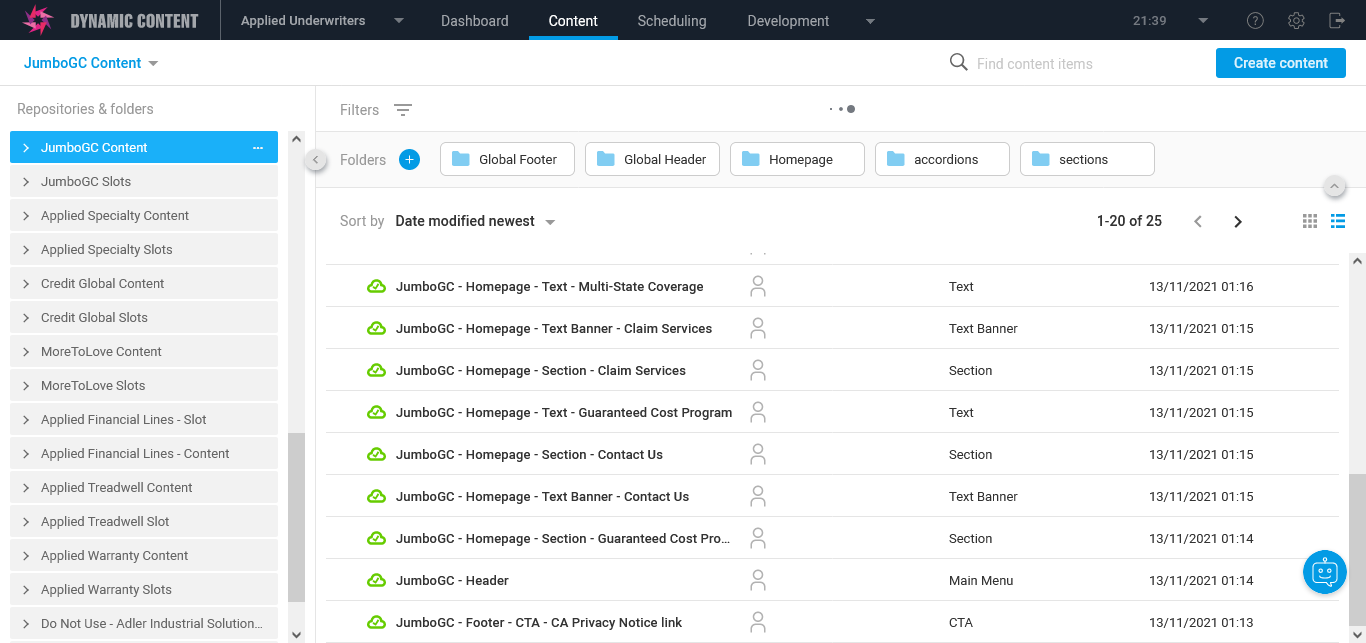 DYNAMIC CONTENT Applied Underwriters Dashboard Content Scheduling Development 21:39
JumboGC Content Find content items Create content
Repositories & folders
JumboGC Content
JumboGC Slots
Applied Specialty Content
Applied Specialty Slots
Credit Global Content
Credit Global Slots
MoreToLove Content
MoreToLove Slots
Applied Financial Lines - Slot
Applied Financial Lines - Content
Applied Treadwell Content
Applied Treadwell Slot
Applied Warranty Content
Applied Warranty Slots
Do Not Use - Adler Industrial Solution...
Filters
Folders Global Footer Global Header Homepage accordions sections
Sort by Date modified newest 1-20 of 25
JumboGC - Homepage - Text - Multi-State Coverage Text 13/11/2021 01:16
JumboGC - Homepage - Text Banner - Claim Services Text Banner 13/11/2021 01:15
JumboGC - Homepage - Section - Claim Services Section 13/11/2021 01:15
JumboGC - Homepage - Text - Guaranteed Cost Program Text 13/11/2021 01:15
JumboGC - Homepage - Section - Contact Us Section 13/11/2021 01:15
JumboGC - Homepage - Text Banner - Contact Us Text Banner 13/11/2021 01:15
JumboGC - Homepage - Section - Guaranteed Cost Pro... Section 13/11/2021 01:14
JumboGC - Header Main Menu 13/11/2021 01:14
JumboGC - Footer - CTA - CA Privacy Notice link CTA 13/11/2021 01:13